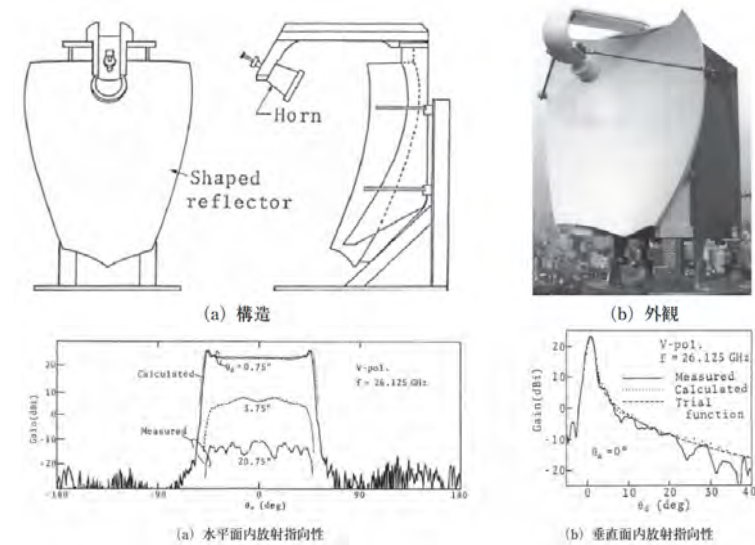 Horn
Shaped
reflector
(a) 構造
(b) 外観
20
10
0
-10
-20
Gain(dBi)
Calculated
Measured
θd=0.75°
3.75°
20.75°
V-pol.
f = 26.125 GHz
-180
-90
0
90
180
(deg)
(a) 水平面内放射指向性
20
10
0
-10
-20
Gain(dBi)
V-pol.
f = 26.125 GHz
Measured
Calculated
Trial
function
0
10
20
30
40
θd (deg)
(b) 垂直面内放射指向性